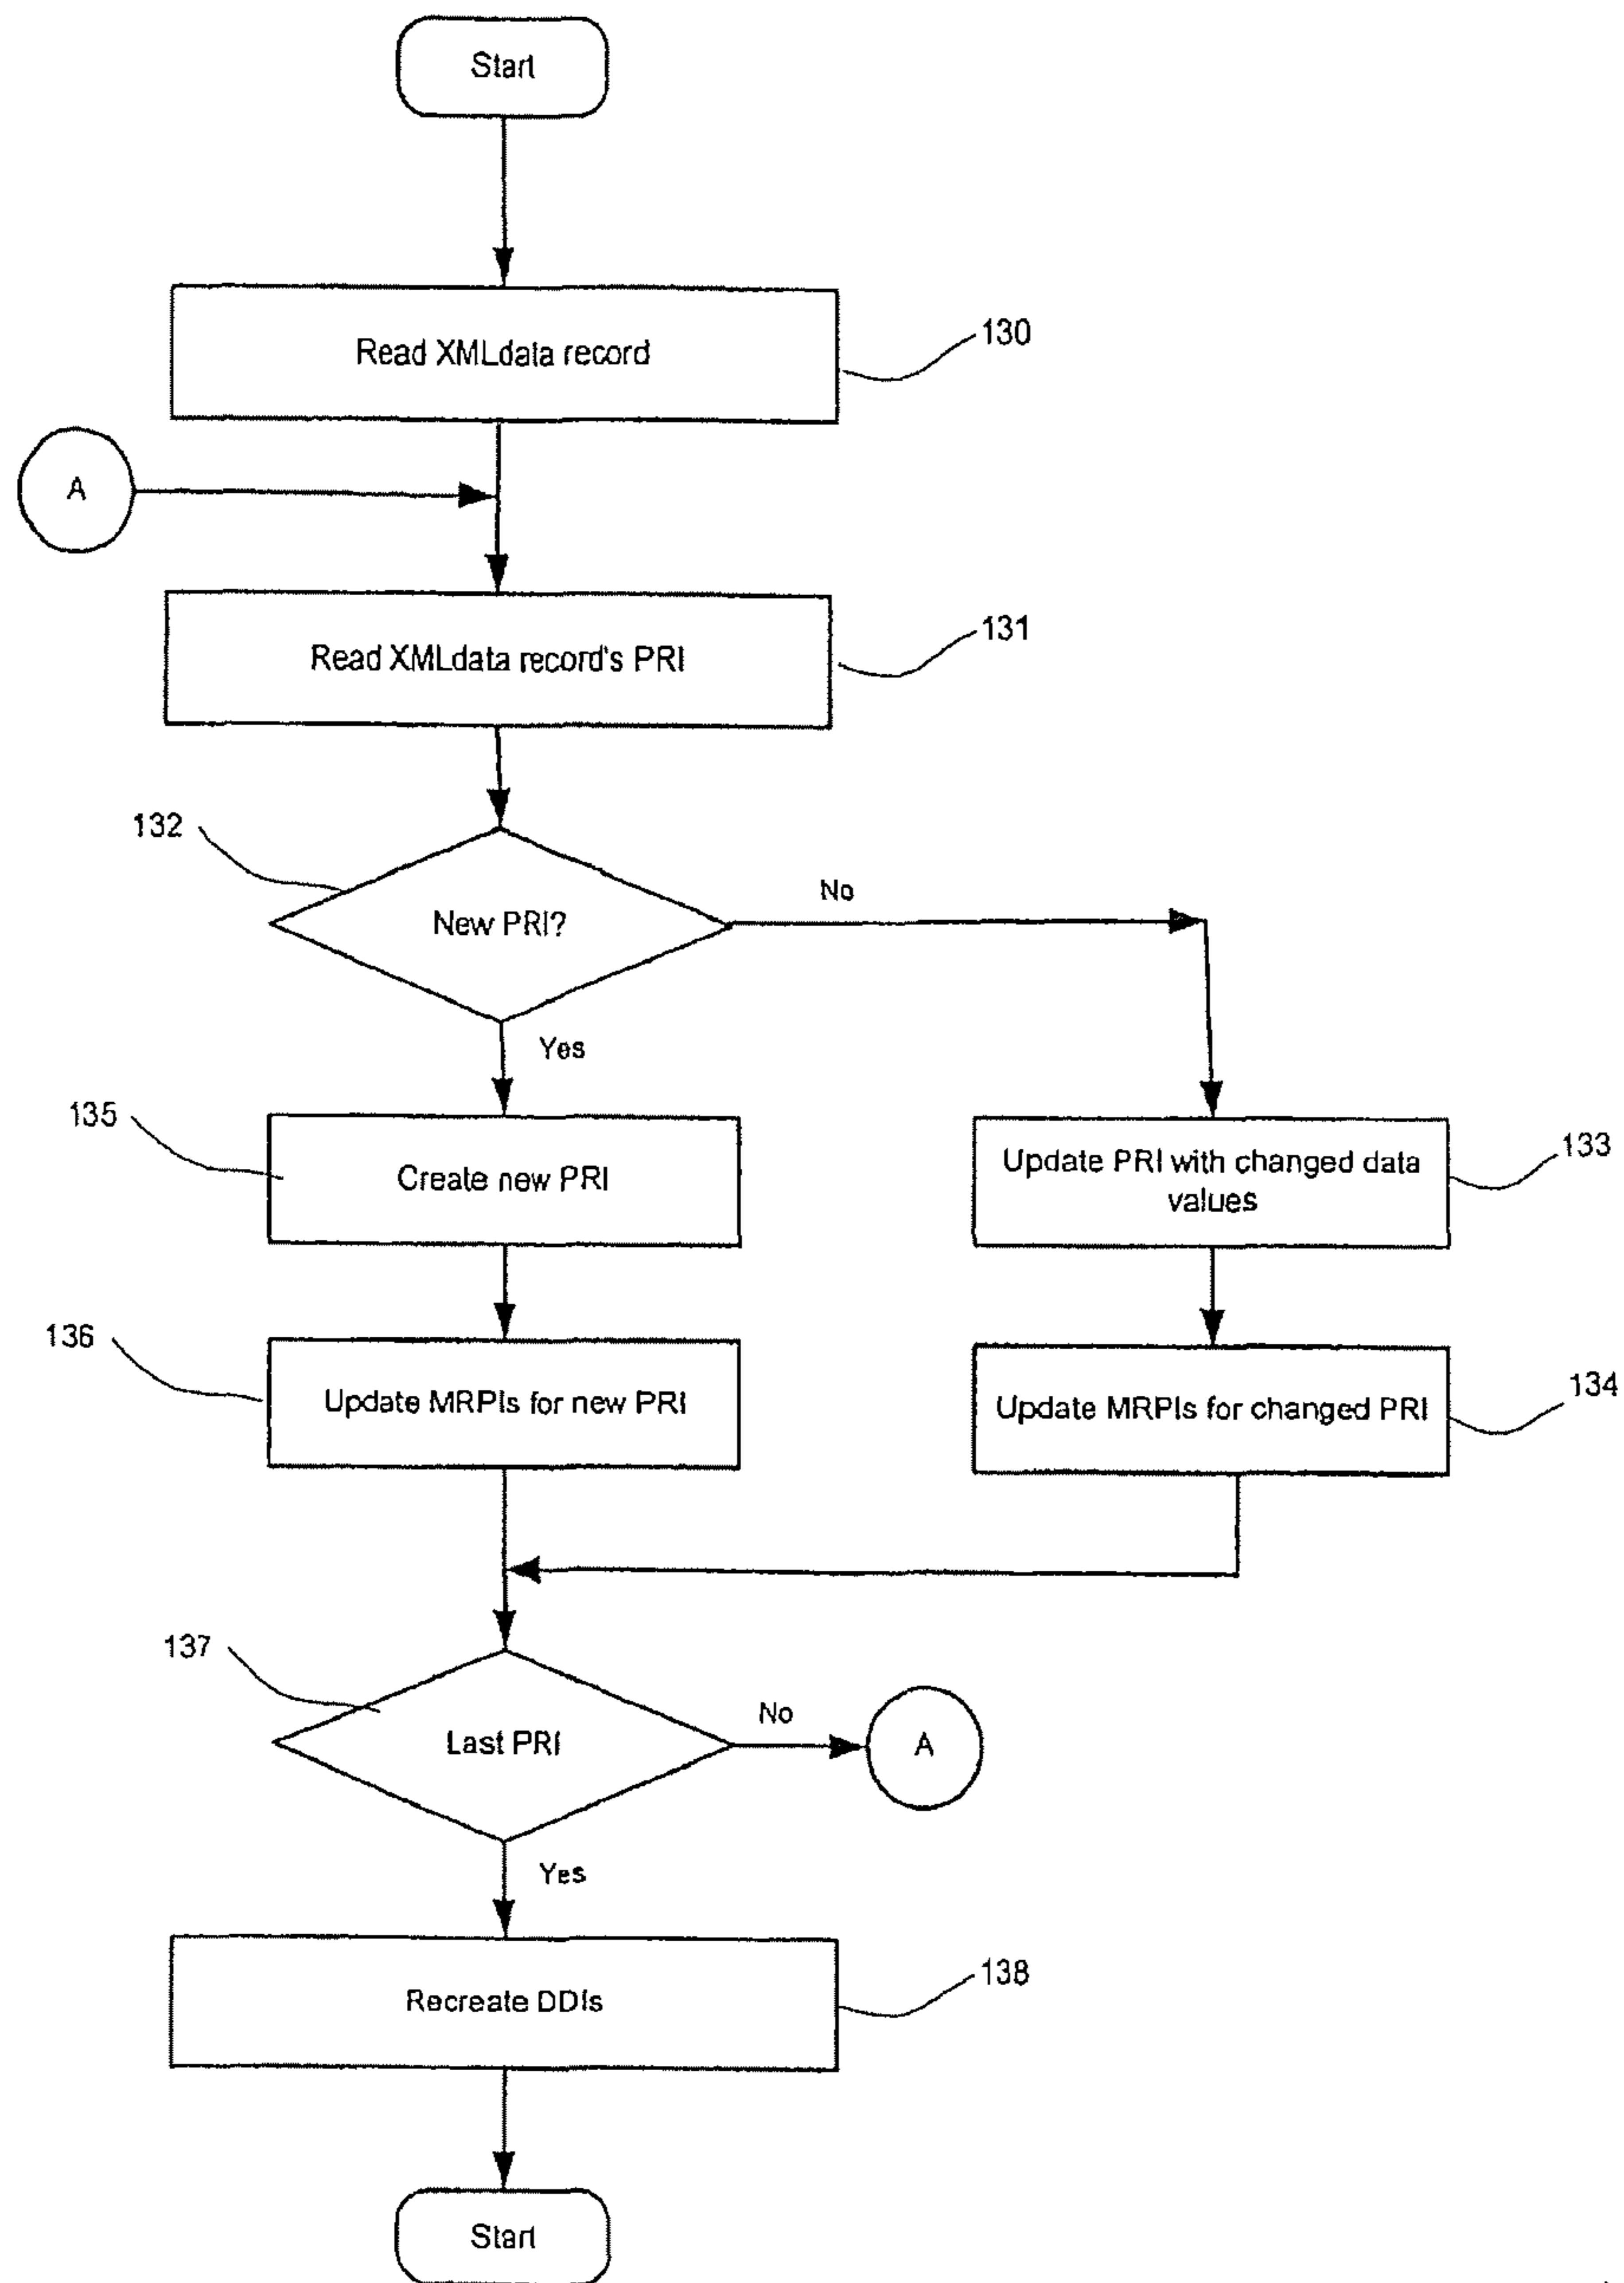 Start
Read XMLdata record
130
A
Read XMLdata record's PRI
131
132
New PRI?
No
Yes
135
Create new PRI
Update PRI with changed data
values
133
136
Update MRPIs for new PRI
Update MRPIs for changed PRI
134
137
Last PRI
No
A
Yes
Recreate DDIs
138
Start